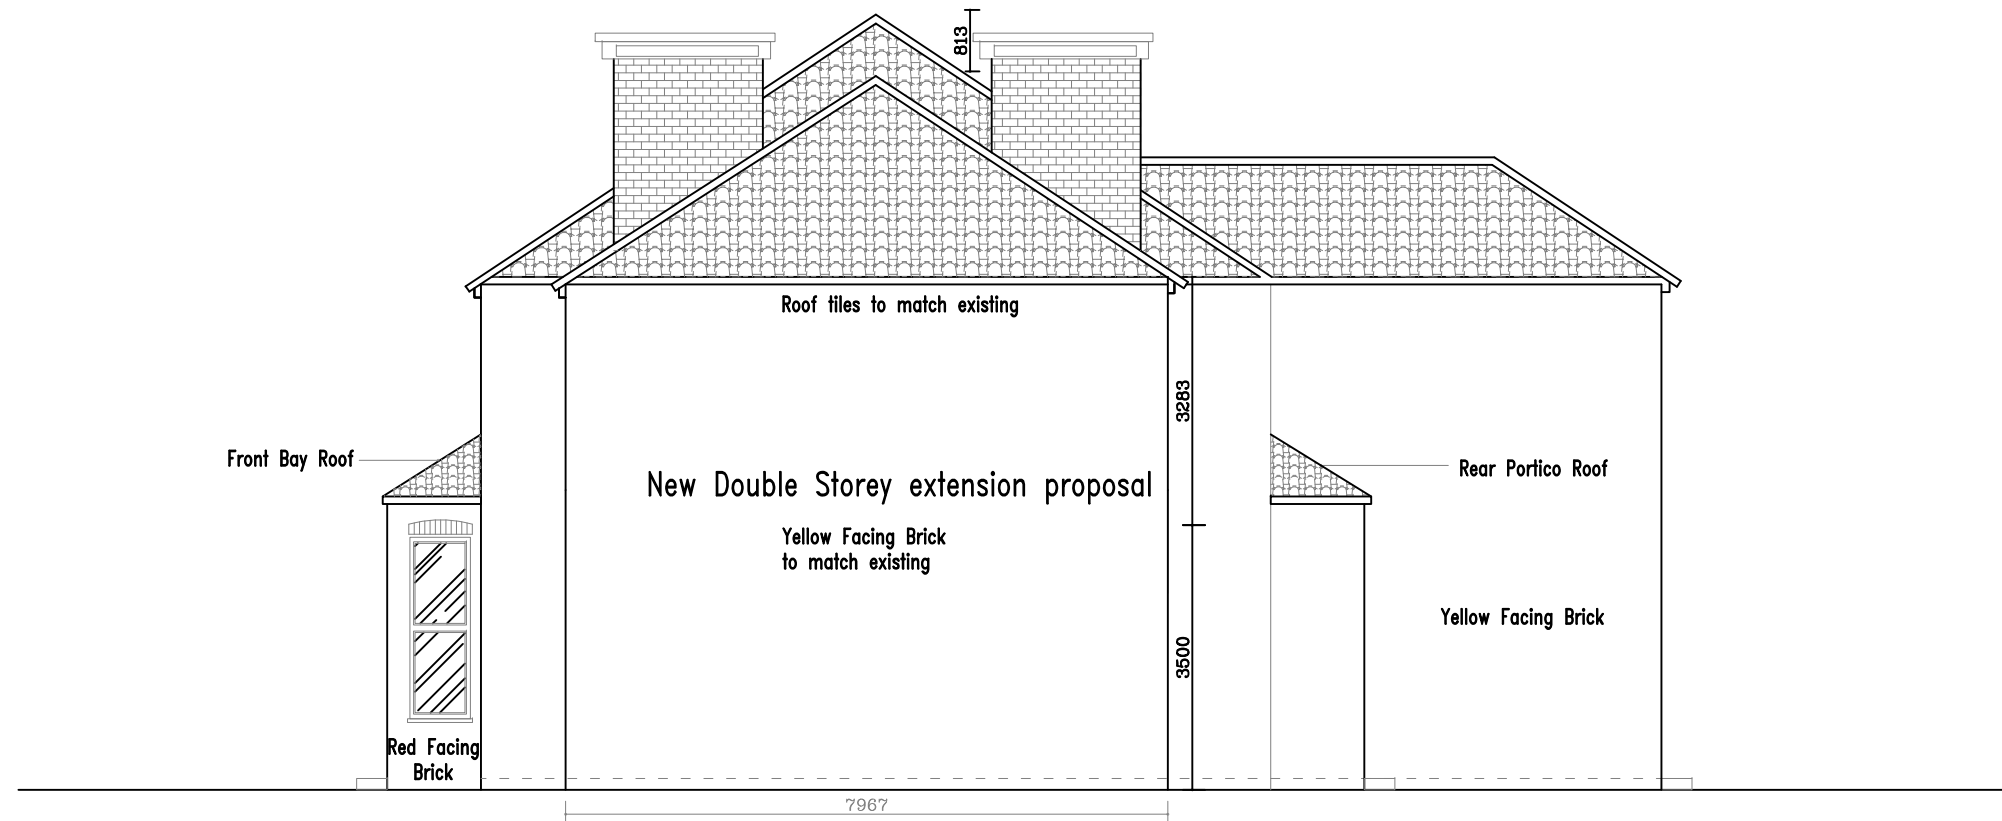 813
Roof tiles to match existing
3283
Front Bay Roof
Rear Portico Roof
New Double Storey extension proposal
Yellow Facing Brick
to match existing
Yellow Facing Brick
3500
Red Facing
Brick
7967